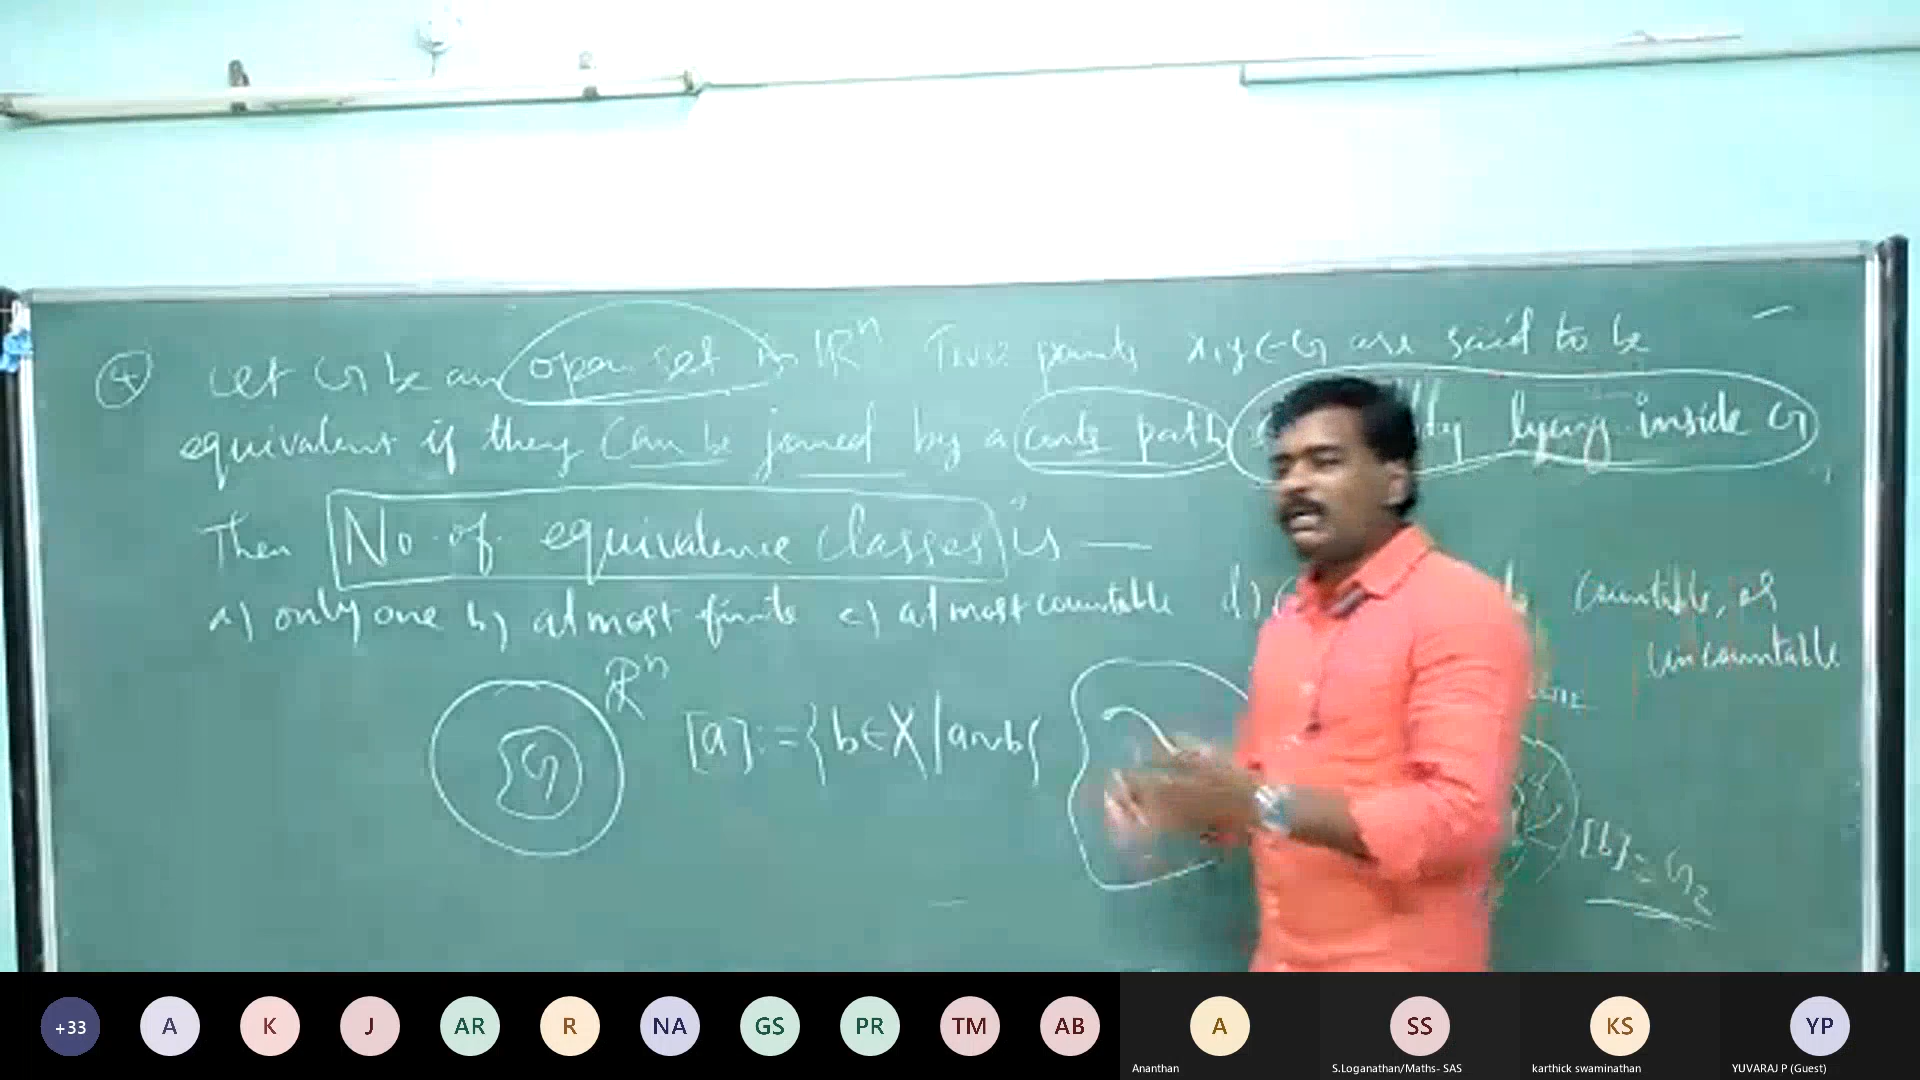 ④ Let G be an open set in ℝⁿ Two points x,y∈G are said to be
equivalent if they can be joined by a conts path lying inside G
Then No. of equivalence classes is —
a) only one b) atmost finite c) atmost countable d) countable, or
uncountable
G ℝⁿ [a]:={b∈X|a~b}
[b]=G₂
+33 A K J AR R NA GS PR TM AB A SS KS YP
Ananthan S.Loganathan/Maths- SAS karthick swaminathan YUVARAJ P (Guest)